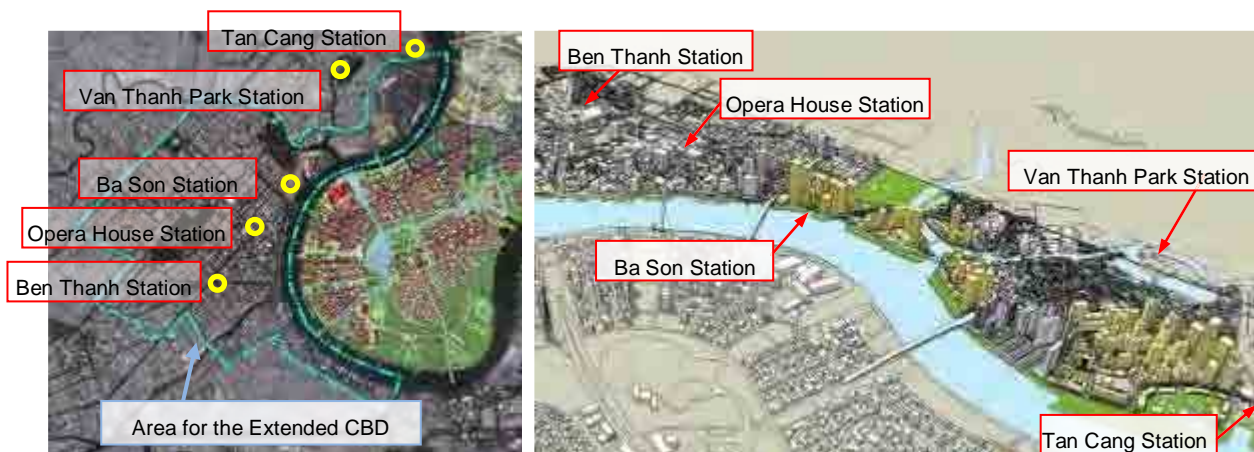 Tan Cang Station
Van Thanh Park Station
Ba Son Station
Opera House Station
Ben Thanh Station
Area for the Extended CBD
Ben Thanh Station
Opera House Station
Van Thanh Park Station
Ba Son Station
Tan Cang Station